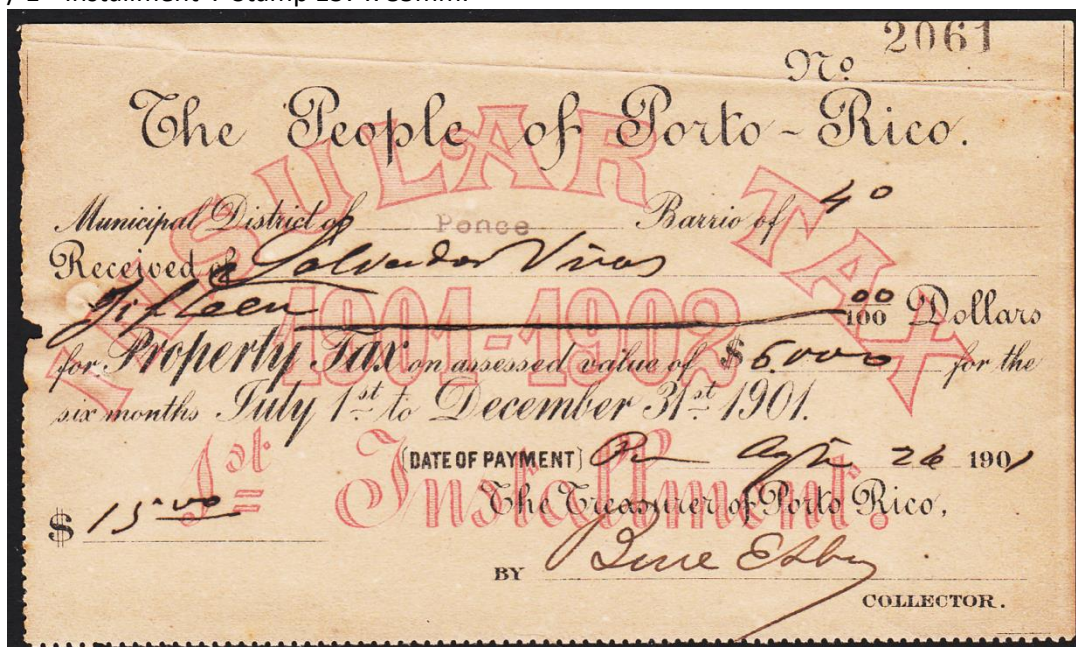 2061
No
The People of Porto-Rico.
INSULAR TAX
Municipal District of Ponce Barrio of 4o
Received of Salvador Vivas
Fifteen 00/100 Dollars
1901-1902
for Property Tax on assessed value of $ 6.000 for the
six months July 1st to December 31st 1901.
1st Installment.
(DATE OF PAYMENT) 26 1901
The Treasurer of Porto Rico,
$ 15.00
BY
COLLECTOR.